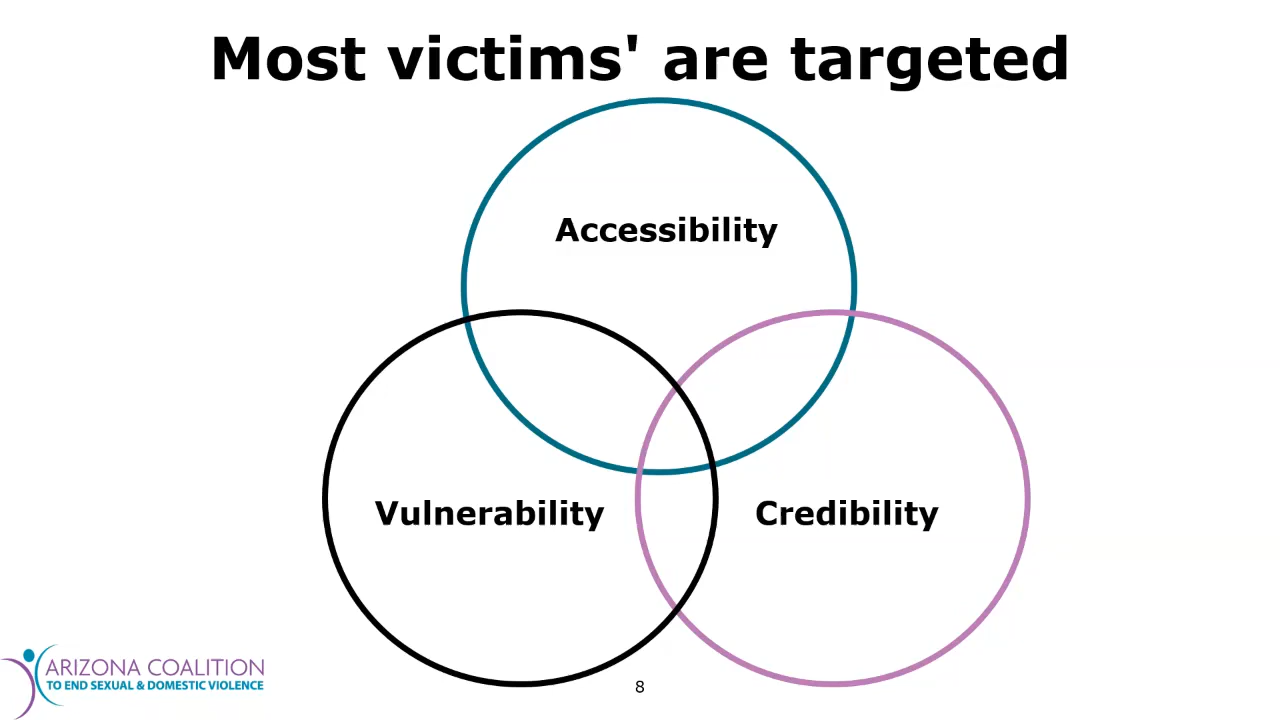 Most victims' are targeted
Accessibility
Vulnerability
Credibility
ARIZONA COALITION
TO END SEXUAL & DOMESTIC VIOLENCE
8